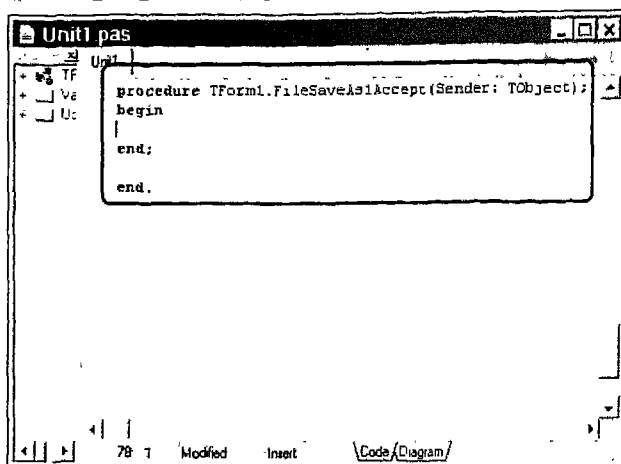 Unit1.pas
Unit1
+ TF
+ Va
+ Uc
procedure TForm1.FileSaveAs1Accept(Sender: TObject);
begin
end;
end.
78: 1 Modified Insert \Code/Diagram/